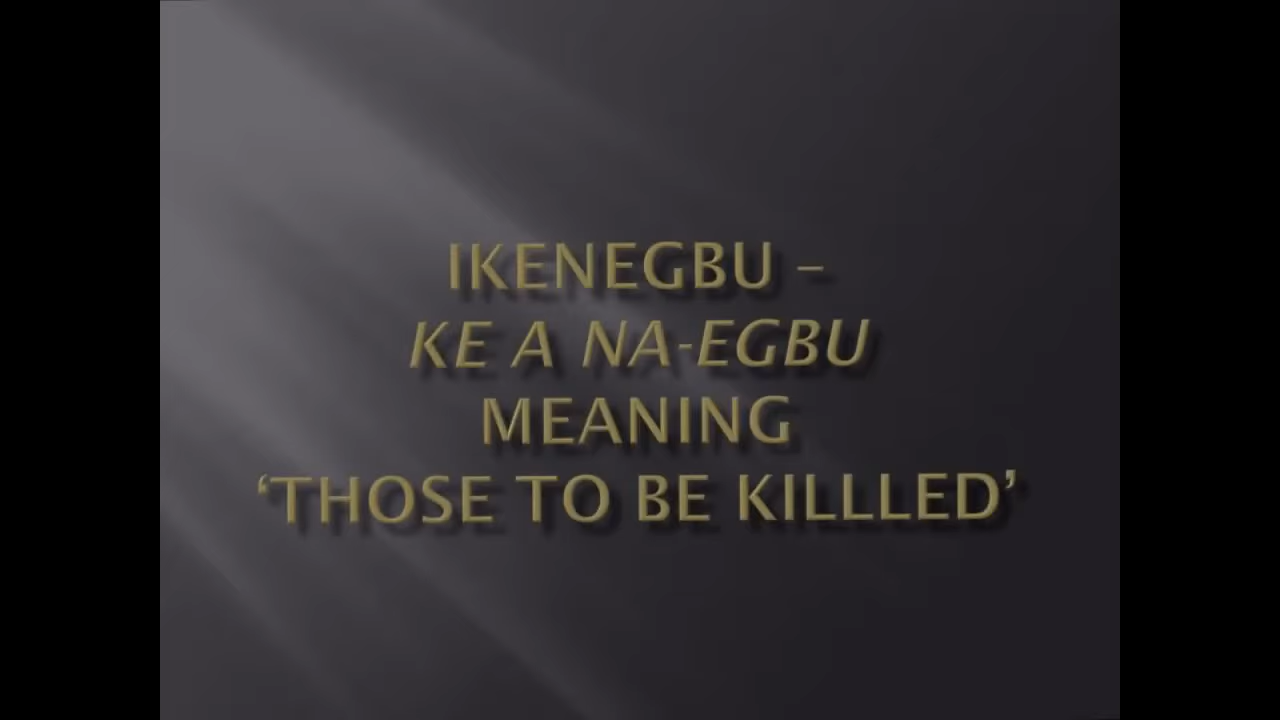 IKENEGBU –
KE A NA-EGBU
MEANING
‘THOSE TO BE KILLLED’